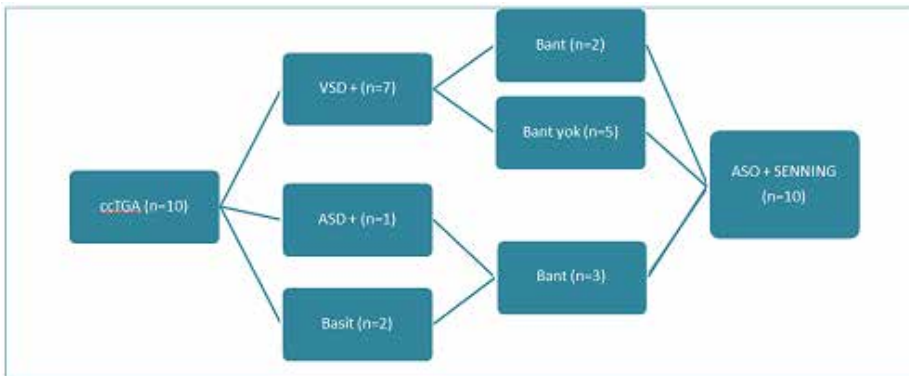 ccTGA (n=10)
VSD + (n=7)
ASD + (n=1)
Basit (n=2)
Bant (n=2)
Bant yok (n=5)
Bant (n=3)
ASO + SENNING
(n=10)